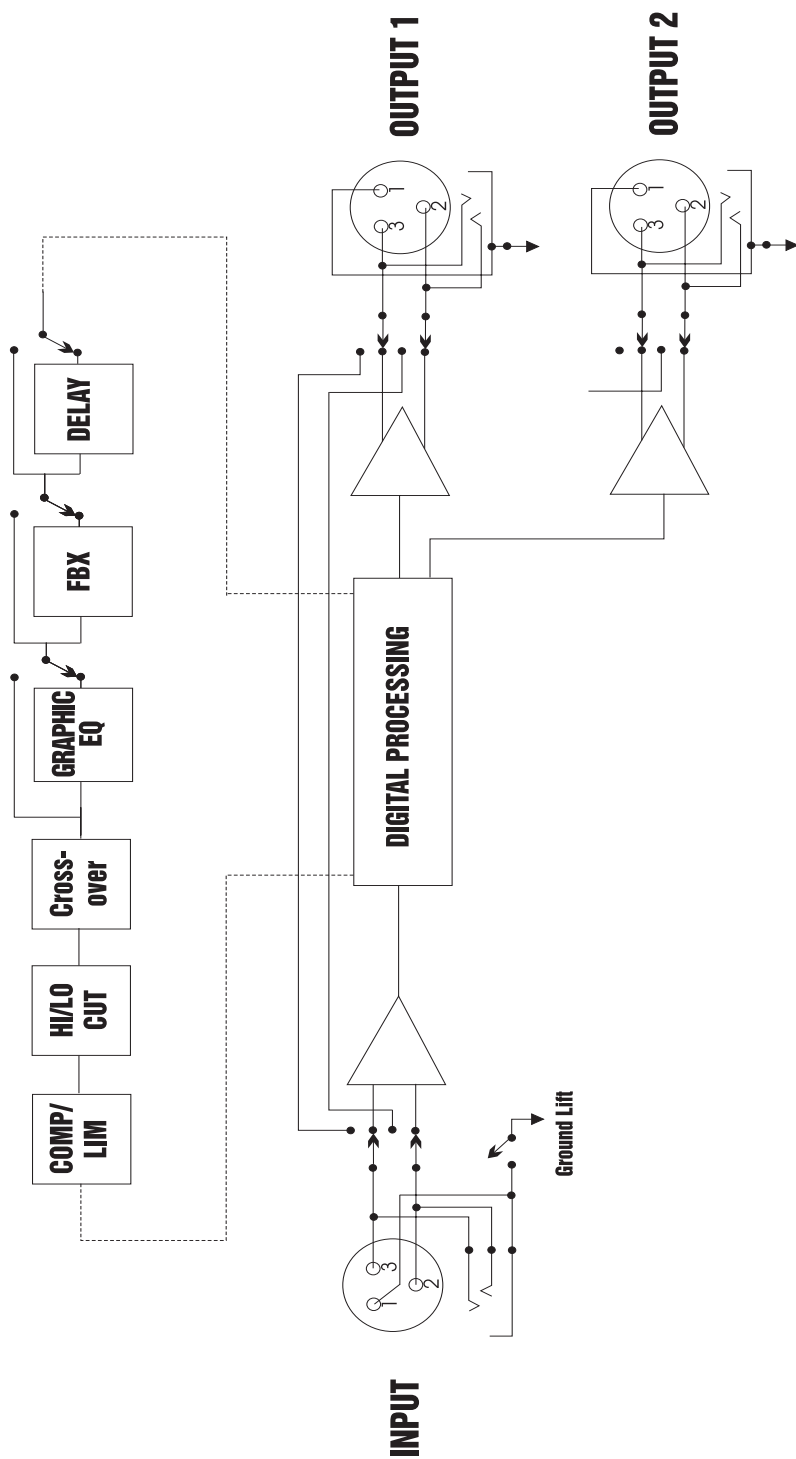 COMP/
LIM
HI/LO
CUT
Cross-
over
GRAPHIC
EQ
FBX
DELAY
INPUT
1
3
2
Ground Lift
DIGITAL PROCESSING
3
1
2
OUTPUT 1
3
1
2
OUTPUT 2